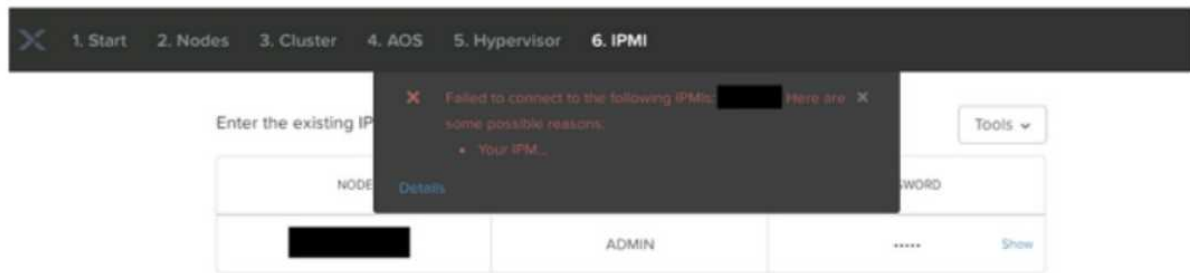 1. Start 2. Nodes 3. Cluster 4. AOS 5. Hypervisor 6. IPMI
Failed to connect to the following IPMIs: Here are
some possible reasons:
• Your IPM...
Details
Enter the existing IP
Tools
NODE
SWORD
ADMIN
••••• Show